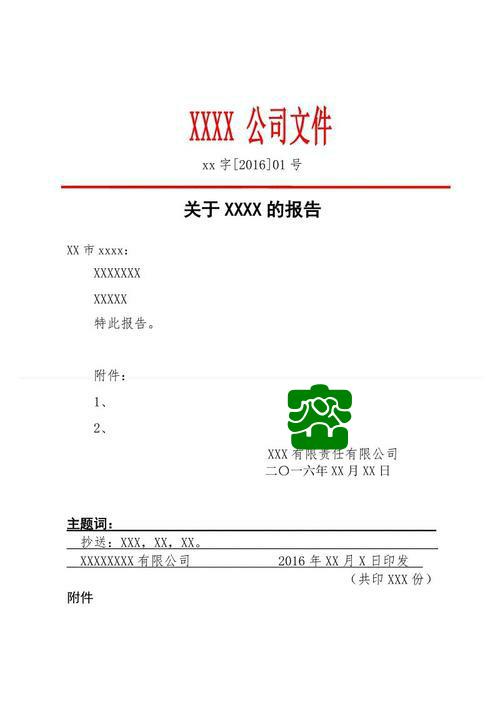 XXXX 公司文件
xx 字[2016]01 号
关于 XXXX 的报告
XX 市 xxxx：
XXXXXXX
XXXXX
特此报告。
附件：
1、
2、
XXX 有限责任有限公司
二〇一六年 XX 月 XX 日
主题词：
抄送：XXX，XX，XX。
XXXXXXXX 有限公司 2016 年 XX 月 X 日印发
（共印 XXX 份）
附件